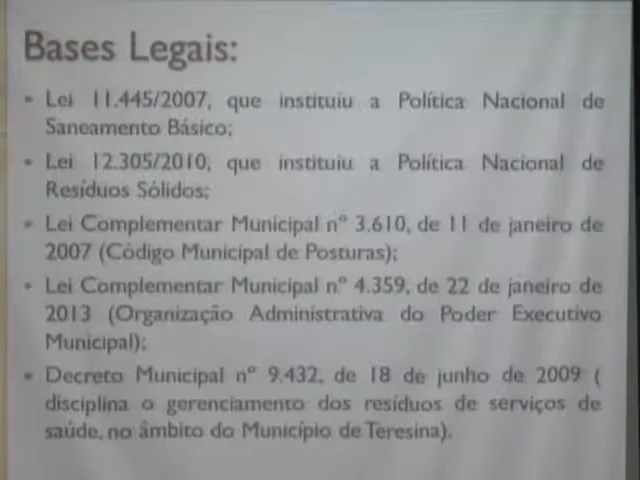 Bases Legais:
• Lei 11.445/2007, que instituiu a Política Nacional de
Saneamento Básico;
• Lei 12.305/2010, que instituiu a Política Nacional de
Resíduos Sólidos;
• Lei Complementar Municipal nº 3.610, de 11 de janeiro de
2007 (Código Municipal de Posturas);
• Lei Complementar Municipal nº 4.359, de 22 de janeiro de
2013 (Organização Administrativa do Poder Executivo
Municipal);
• Decreto Municipal nº 9.432, de 18 de junho de 2009 (
disciplina o gerenciamento dos resíduos de serviços de
saúde, no âmbito do Município de Teresina).